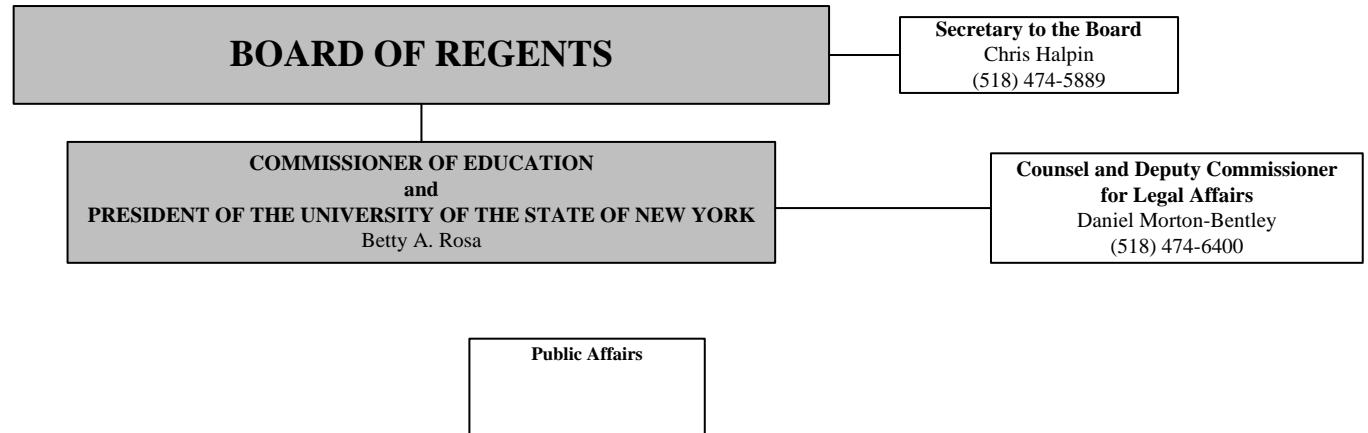 BOARD OF REGENTS
Secretary to the Board
Chris Halpin
(518) 474-5889
COMMISSIONER OF EDUCATION
and
PRESIDENT OF THE UNIVERSITY OF THE STATE OF NEW YORK
Betty A. Rosa
Counsel and Deputy Commissioner
for Legal Affairs
Daniel Morton-Bentley
(518) 474-6400
Public Affairs